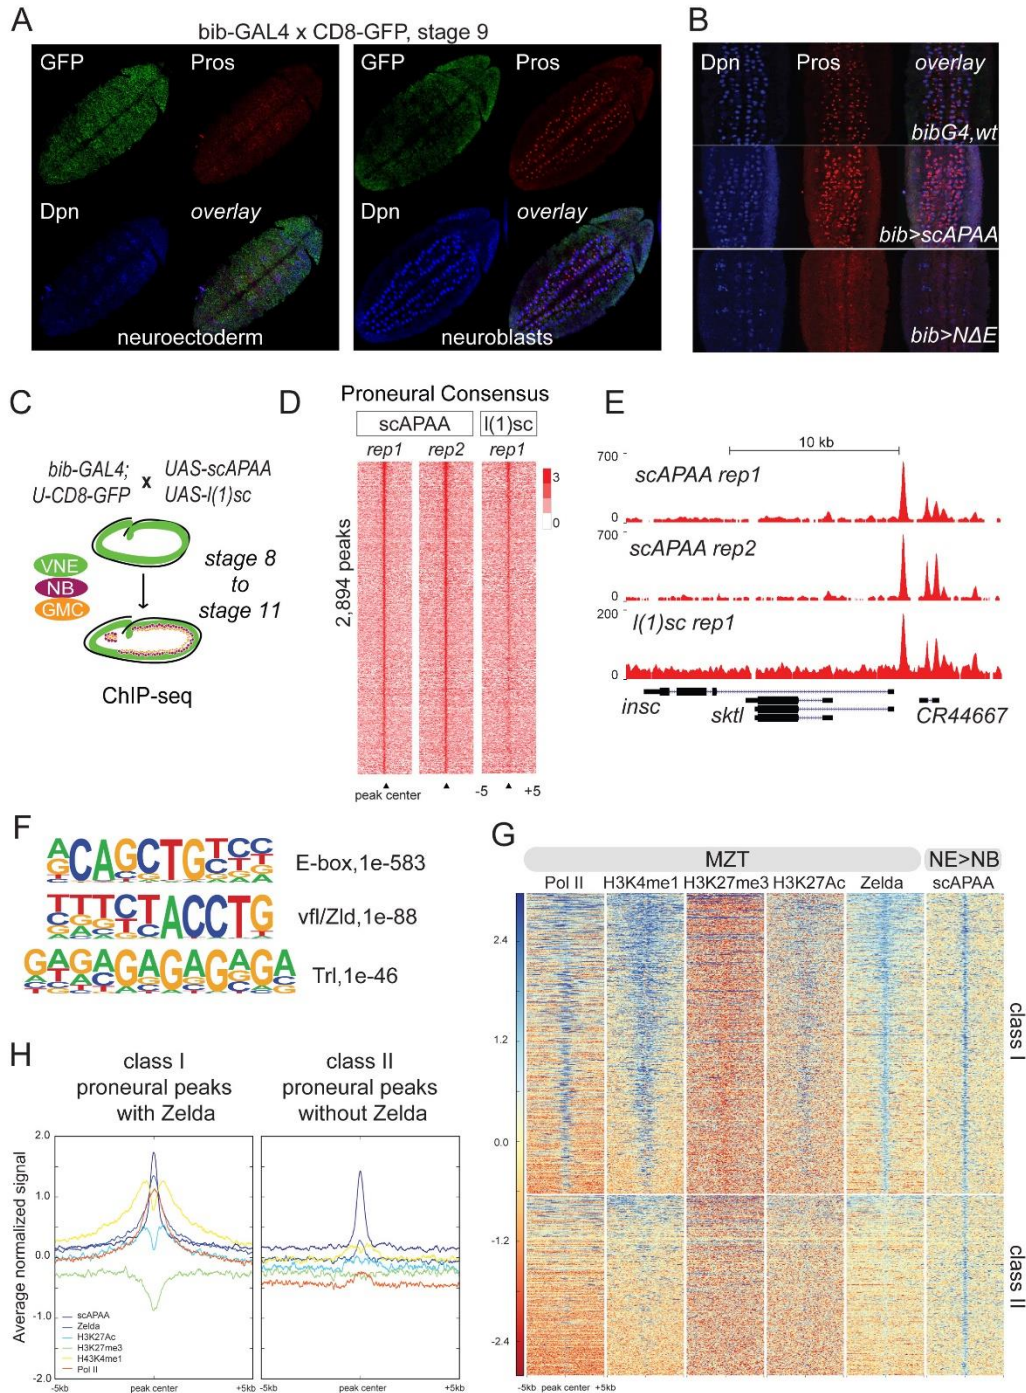 A
bib-GAL4 x CD8-GFP, stage 9
GFP Pros
Dpn overlay
neuroectoderm
GFP Pros
Dpn overlay
neuroblasts
B
Dpn Pros overlay
bibG4,wt
bib>scAPAA
bib>NΔE
C
bib-GAL4; x UAS-scAPAA
U-CD8-GFP UAS-l(1)sc
VNE
NB
GMC
stage 8
to
stage 11
ChIP-seq
D
Proneural Consensus
scAPAA l(1)sc
rep1 rep2 rep1
3
0
2,894 peaks
peak center -5 +5
E
10 kb
700
scAPAA rep1
0
700
scAPAA rep2
0
200
l(1)sc rep1
0
insc sktl CR44667
F
E-box,1e-583
vfl/Zld,1e-88
Trl,1e-46
G
MZT NE>NB
Pol II H3K4me1 H3K27me3 H3K27Ac Zelda scAPAA
2.4
1.2
0.0
-1.2
-2.4
class I
class II
-5kb peak center +5kb
H
class I
proneural peaks
with Zelda
class II
proneural peaks
without Zelda
Average normalized signal
2.0
1.0
0.0
-1.0
-2.0
scAPAA
Zelda
H3K27Ac
H3K27me3
H43K4me1
Pol II
-5kb peak center +5kb
-5kb peak center +5kb